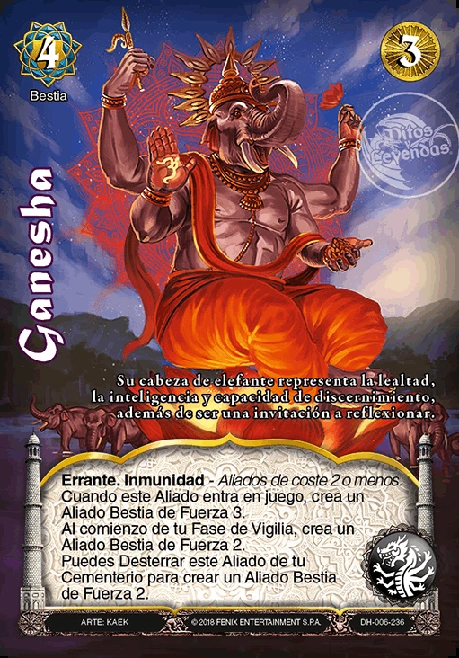 4
Bestia
3
Mitos y Leyendas
Ganesha
Su cabeza de elefante representa la lealtad,
la inteligencia y capacidad de discernimiento,
además de ser una invitación a reflexionar.
Errante. Inmunidad - Aliados de coste 2 o menos
Cuando este Aliado entra en juego, crea un
Aliado Bestia de Fuerza 3.
Al comienzo de tu Fase de Vigilia, crea un
Aliado Bestia de Fuerza 2.
Puedes Desterrar este Aliado de tu
Cementerio para crear un Aliado Bestia
de Fuerza 2.
ARTE: KAEK
©2018 FENIX ENTERTAINMENT S.P.A.
DH-006-236